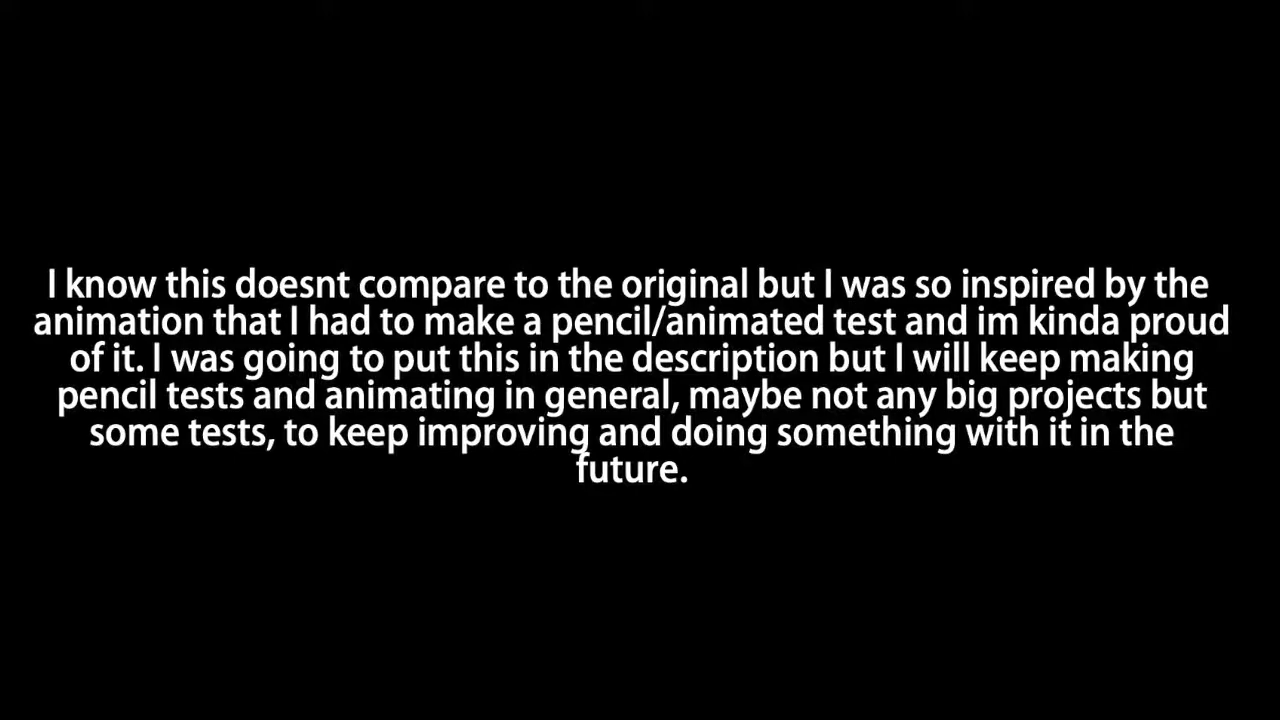 I know this doesnt compare to the original but I was so inspired by the
animation that I had to make a pencil/animated test and im kinda proud
of it. I was going to put this in the description but I will keep making
pencil tests and animating in general, maybe not any big projects but
some tests, to keep improving and doing something with it in the
future.